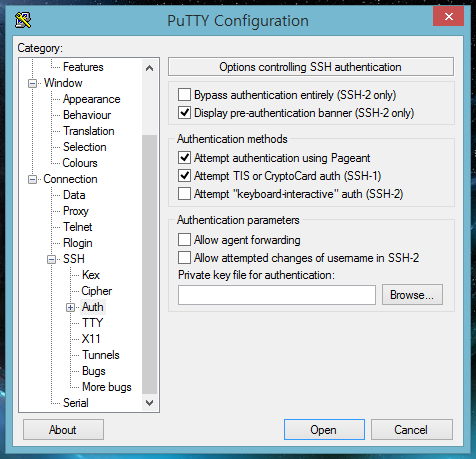 PuTTY Configuration
Category:
Features
Window
Appearance
Behaviour
Translation
Selection
Colours
Connection
Data
Proxy
Telnet
Rlogin
SSH
Kex
Cipher
Auth
TTY
X11
Tunnels
Bugs
More bugs
Serial
Options controlling SSH authentication
Bypass authentication entirely (SSH-2 only)
Display pre-authentication banner (SSH-2 only)
Authentication methods
Attempt authentication using Pageant
Attempt TIS or CryptoCard auth (SSH-1)
Attempt "keyboard-interactive" auth (SSH-2)
Authentication parameters
Allow agent forwarding
Allow attempted changes of username in SSH-2
Private key file for authentication:
Browse...
About
Open
Cancel